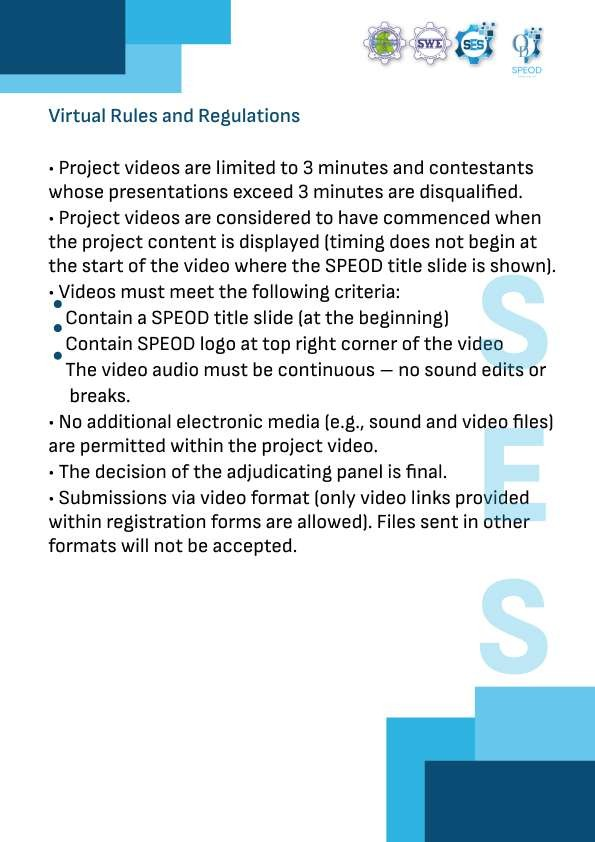 SWE
SES
SPEOD
Virtual Rules and Regulations
• Project videos are limited to 3 minutes and contestants
whose presentations exceed 3 minutes are disqualified.
• Project videos are considered to have commenced when
the project content is displayed (timing does not begin at
the start of the video where the SPEOD title slide is shown).
• Videos must meet the following criteria:
• Contain a SPEOD title slide (at the beginning)
• Contain SPEOD logo at top right corner of the video
• The video audio must be continuous – no sound edits or
breaks.
• No additional electronic media (e.g., sound and video files)
are permitted within the project video.
• The decision of the adjudicating panel is final.
• Submissions via video format (only video links provided
within registration forms are allowed). Files sent in other
formats will not be accepted.
S
E
S